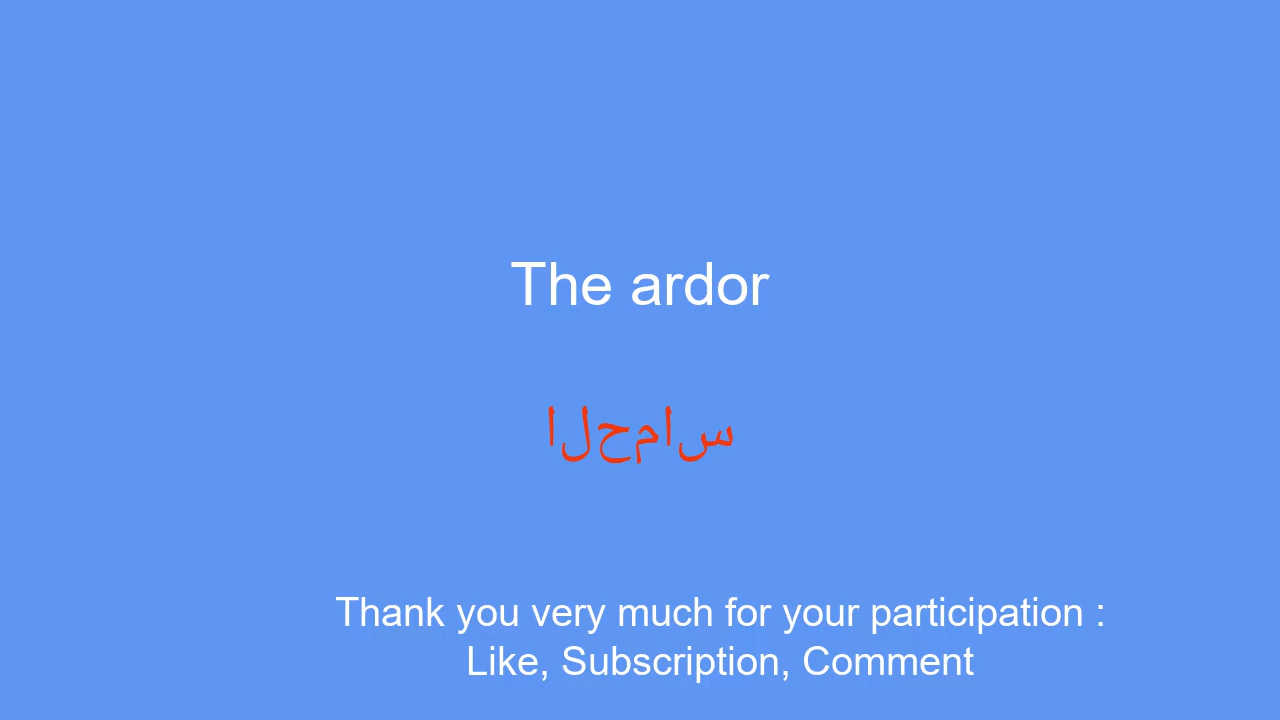 The ardor
الحماس
Thank you very much for your participation :
Like, Subscription, Comment